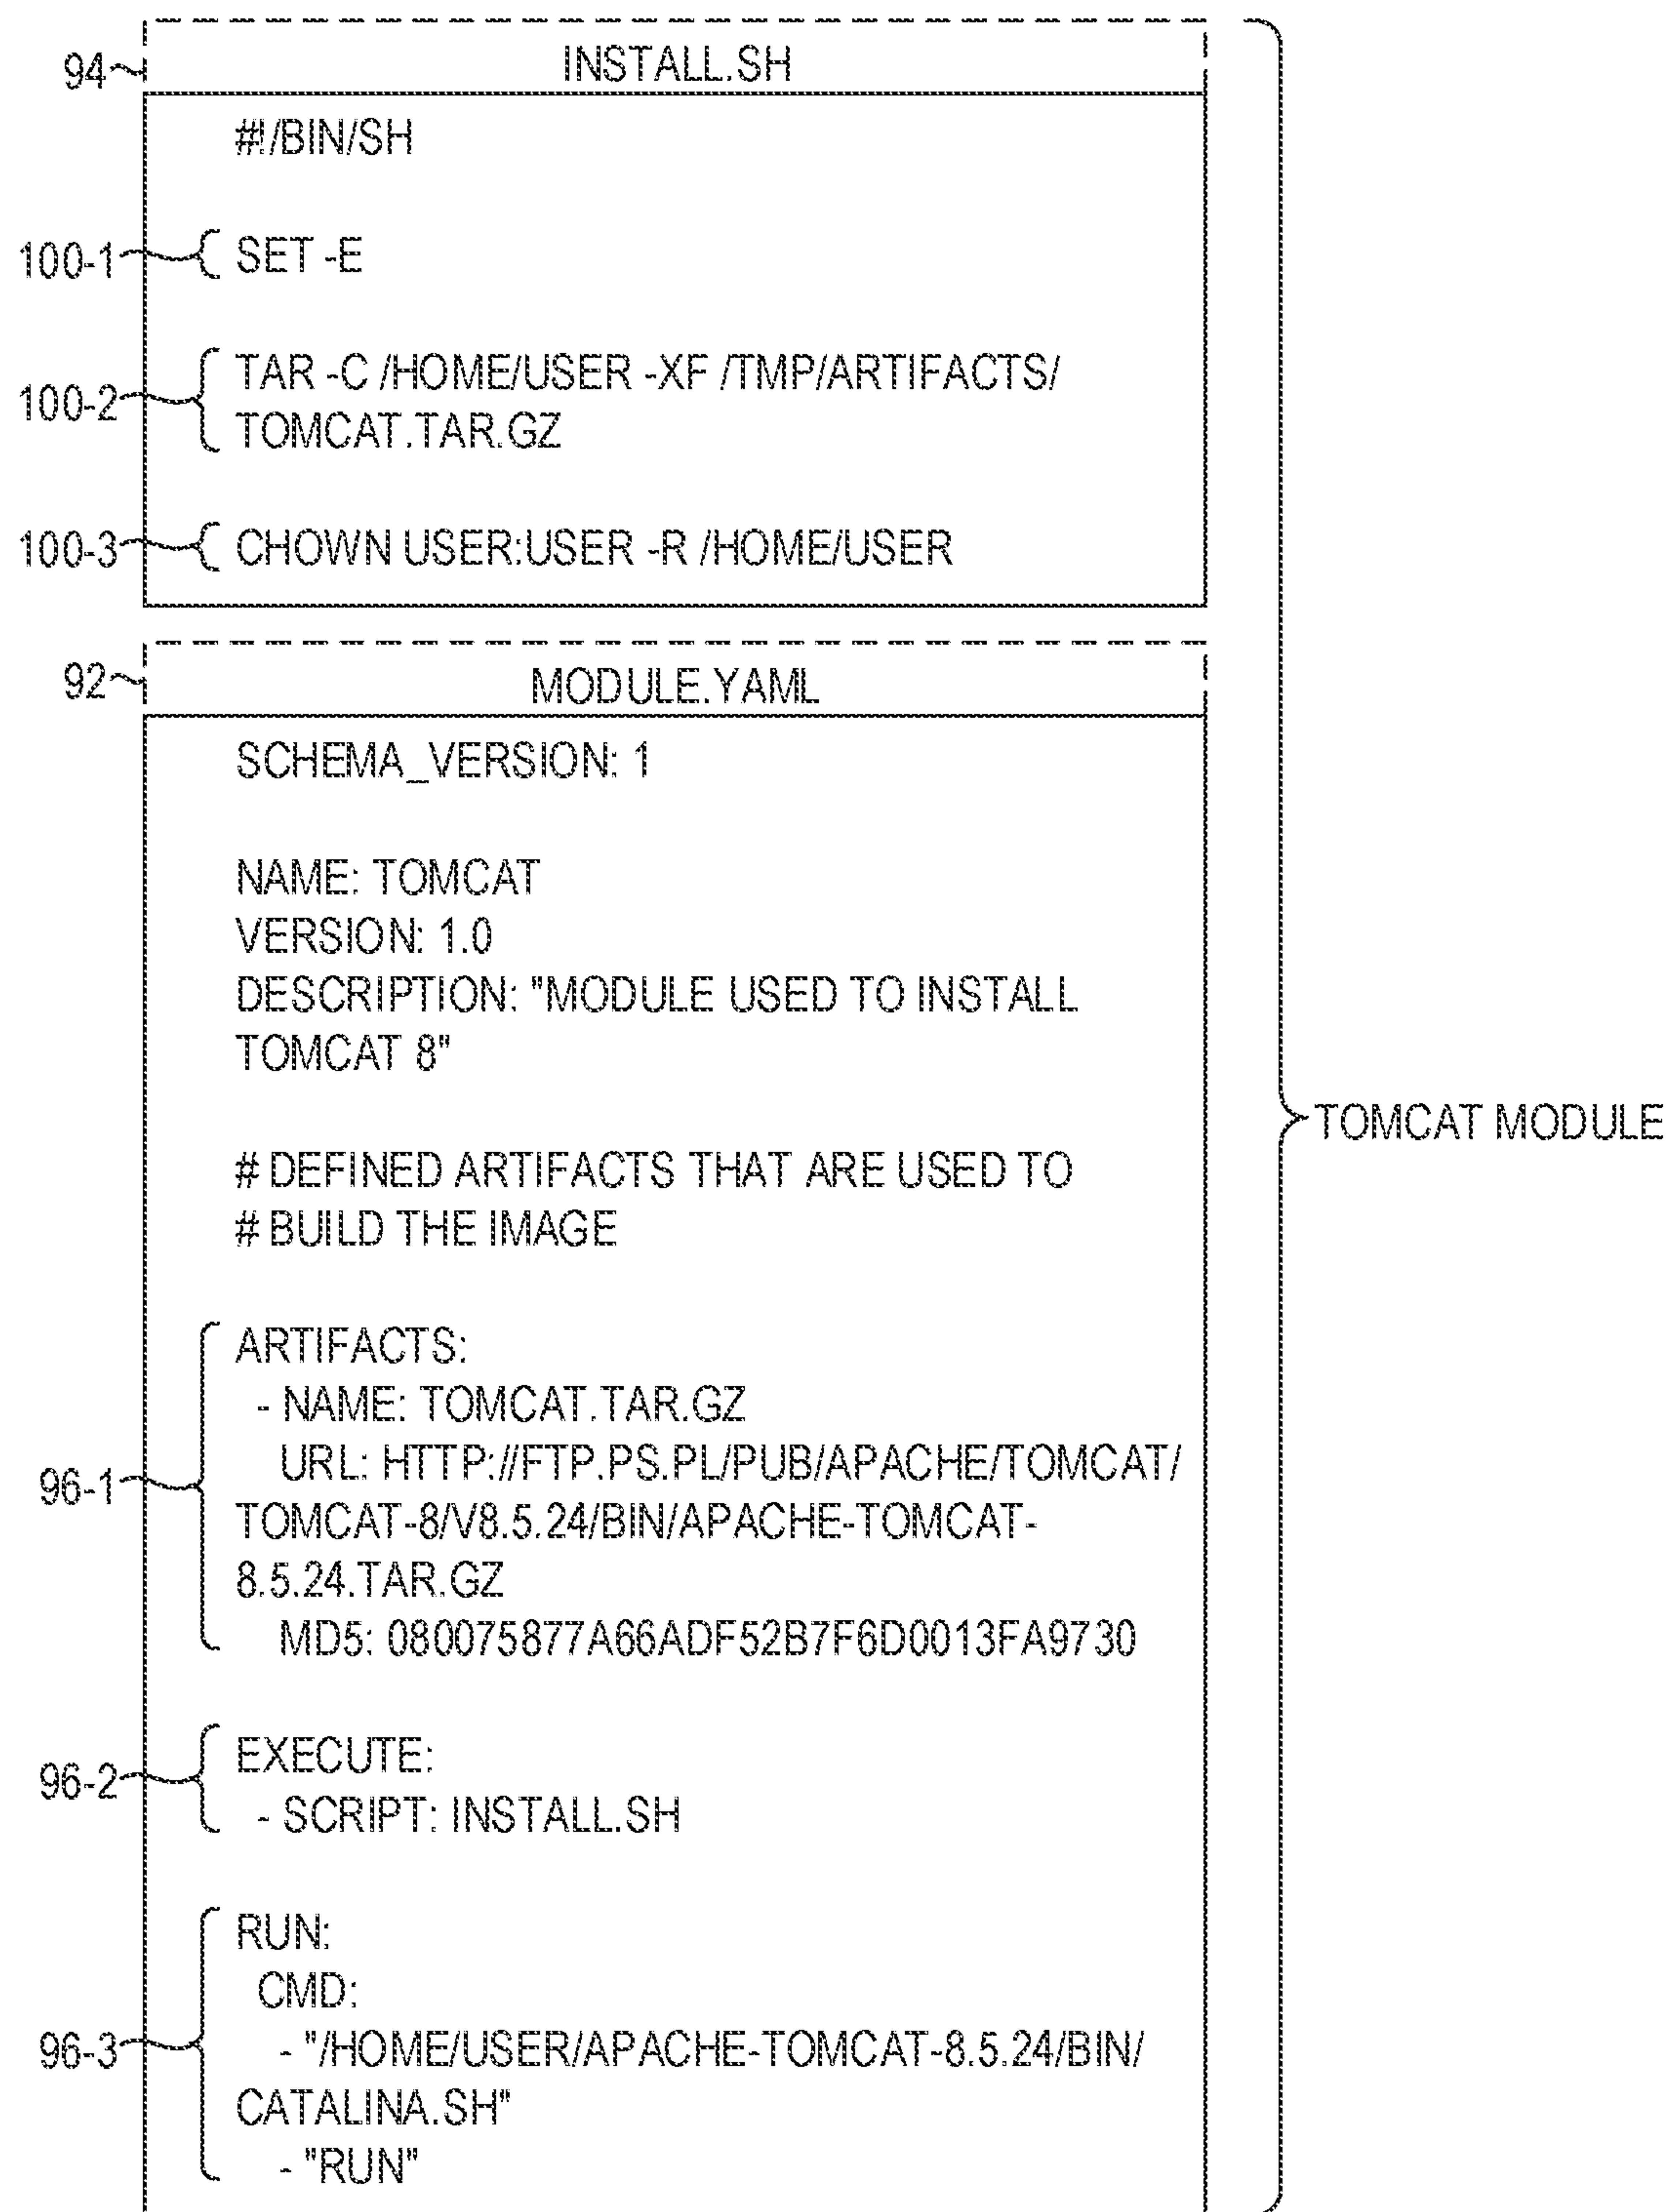 94
INSTALL.SH
#!/BIN/SH
100-1
SET -E
100-2
TAR -C /HOME/USER -XF /TMP/ARTIFACTS/
TOMCAT.TAR.GZ
100-3
CHOWN USER:USER -R /HOME/USER
92
MODULE.YAML
SCHEMA_VERSION: 1
NAME: TOMCAT
VERSION: 1.0
DESCRIPTION: "MODULE USED TO INSTALL
TOMCAT 8"
TOMCAT MODULE
# DEFINED ARTIFACTS THAT ARE USED TO
# BUILD THE IMAGE
96-1
ARTIFACTS:
- NAME: TOMCAT.TAR.GZ
URL: HTTP://FTP.PS.PL/PUB/APACHE/TOMCAT/
TOMCAT-8/V8.5.24/BIN/APACHE-TOMCAT-
8.5.24.TAR.GZ
MD5: 080075877A66ADF52B7F6D0013FA9730
96-2
EXECUTE:
- SCRIPT: INSTALL.SH
96-3
RUN:
CMD:
- "/HOME/USER/APACHE-TOMCAT-8.5.24/BIN/
CATALINA.SH"
- "RUN"